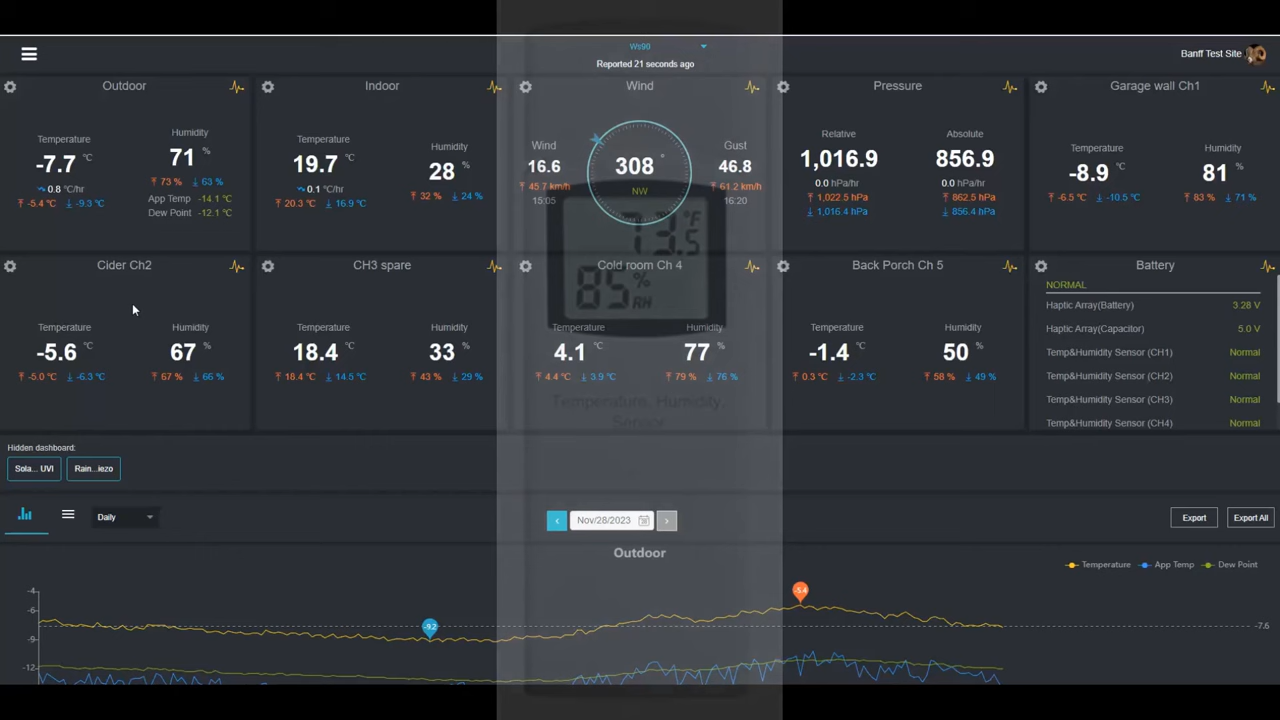 Ws90
Reported 21 seconds ago
Banff Test Site
Outdoor
Temperature
-7.7 °C
0.8 °C/hr
-5.4 °C -9.3 °C
Humidity
71 %
73 % 63 %
App Temp -14.1 °C
Dew Point -12.1 °C
Indoor
Temperature
19.7 °C
0.1 °C/hr
20.3 °C 16.9 °C
Humidity
28 %
32 % 24 %
Wind
Wind
16.6
45.7 km/h
15:05
308 °
NW
Gust
46.8
61.2 km/h
16:20
Pressure
Relative
1,016.9
0.0 hPa/hr
1,022.5 hPa
1,016.4 hPa
Absolute
856.9
0.0 hPa/hr
862.5 hPa
856.4 hPa
Garage wall Ch1
Temperature
-8.9 °C
-6.5 °C -10.5 °C
Humidity
81 %
83 % 71 %
73.5 °F
85 % RH
Temperature, Humidity,
Sensor
Cider Ch2
Temperature
-5.6 °C
-5.0 °C -6.3 °C
Humidity
67 %
67 % 66 %
CH3 spare
Temperature
18.4 °C
18.4 °C 14.5 °C
Humidity
33 %
43 % 29 %
Cold room Ch 4
Temperature
4.1 °C
4.4 °C 3.9 °C
Humidity
77 %
79 % 76 %
Back Porch Ch 5
Temperature
-1.4 °C
0.3 °C -2.3 °C
Humidity
50 %
58 % 49 %
Battery
NORMAL
Haptic Array(Battery) 3.28 V
Haptic Array(Capacitor) 5.0 V
Temp&Humidity Sensor (CH1) Normal
Temp&Humidity Sensor (CH2) Normal
Temp&Humidity Sensor (CH3) Normal
Temp&Humidity Sensor (CH4) Normal
Hidden dashboard:
Sola... UVI Rain...iezo
Daily
Nov/28/2023
Export Export All
Outdoor
Temperature App Temp Dew Point
-4
-6
-9
-12
-9.2
-5.4
-7.6